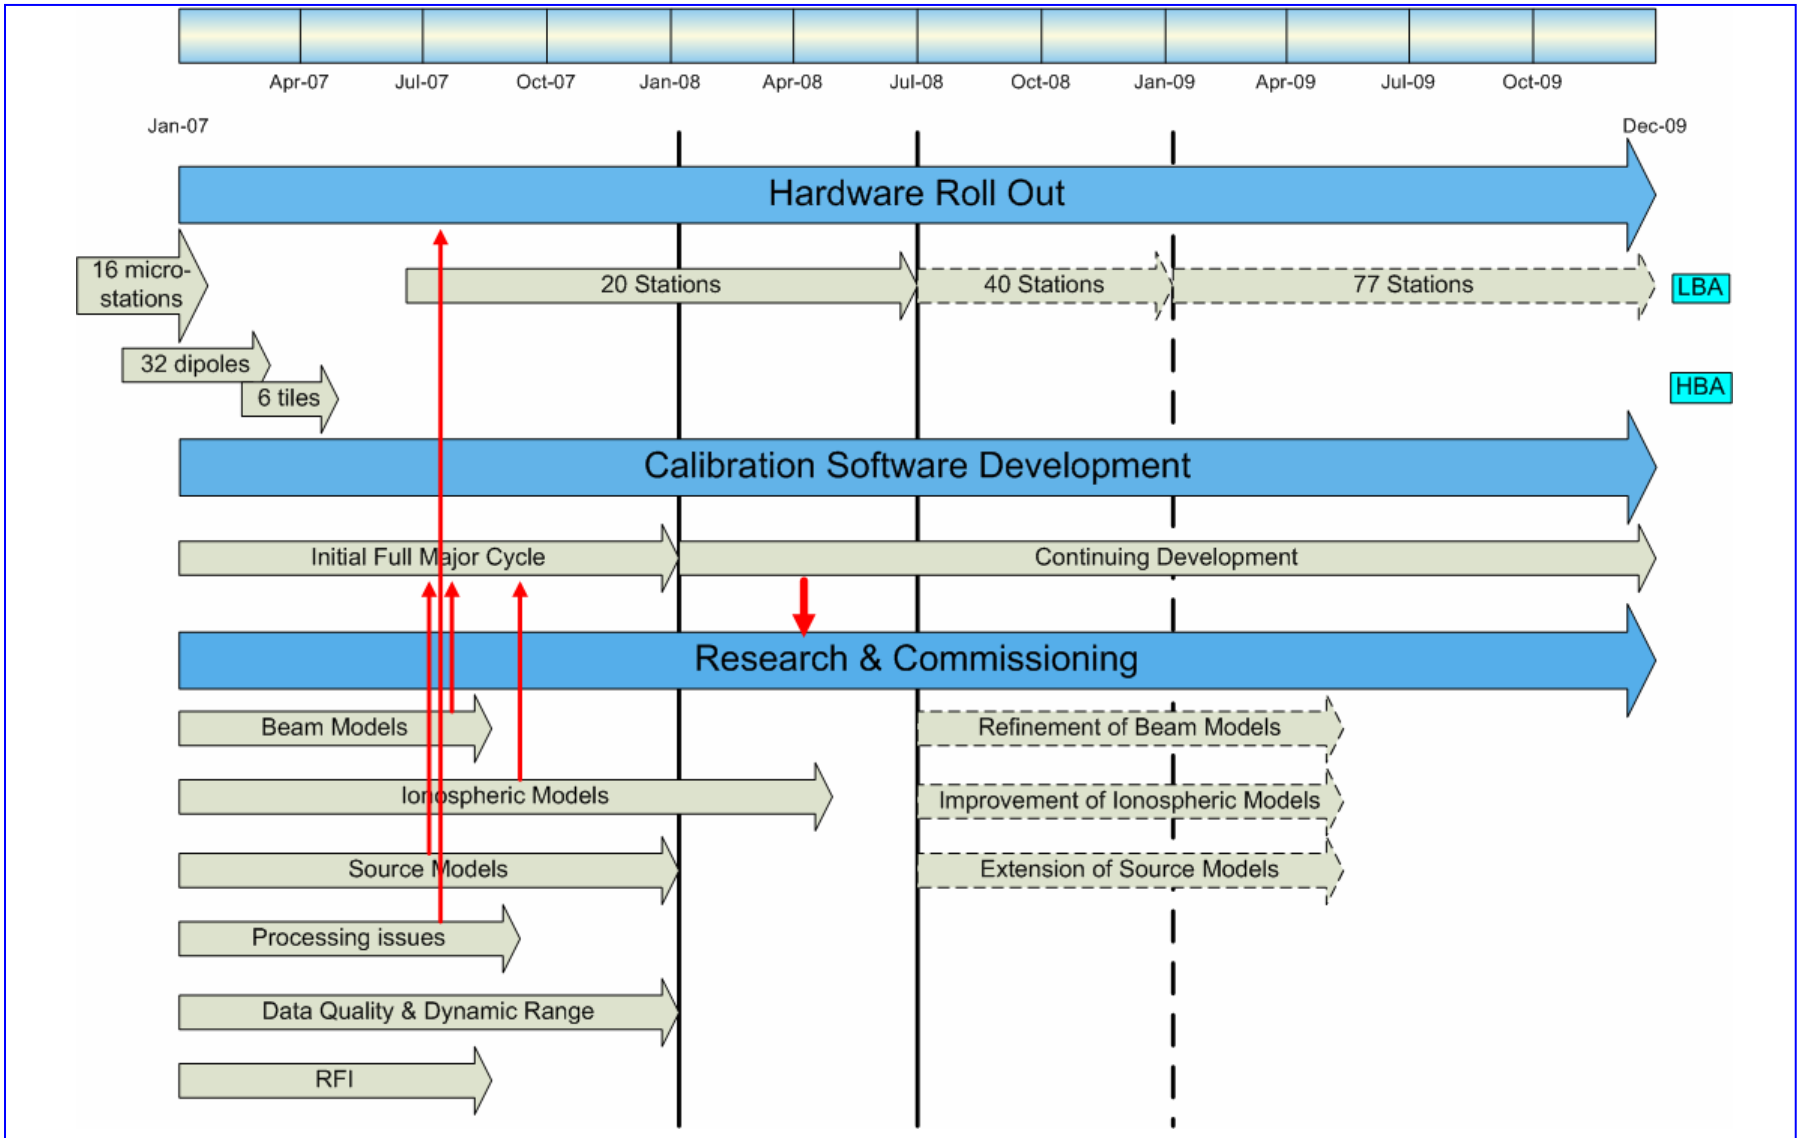 Apr-07 Jul-07 Oct-07 Jan-08 Apr-08 Jul-08 Oct-08 Jan-09 Apr-09 Jul-09 Oct-09
Jan-07 Dec-09
Hardware Roll Out
16 micro-
stations
20 Stations 40 Stations 77 Stations LBA
32 dipoles
6 tiles HBA
Calibration Software Development
Initial Full Major Cycle Continuing Development
Research & Commissioning
Beam Models Refinement of Beam Models
Ionospheric Models Improvement of Ionospheric Models
Source Models Extension of Source Models
Processing issues
Data Quality & Dynamic Range
RFI